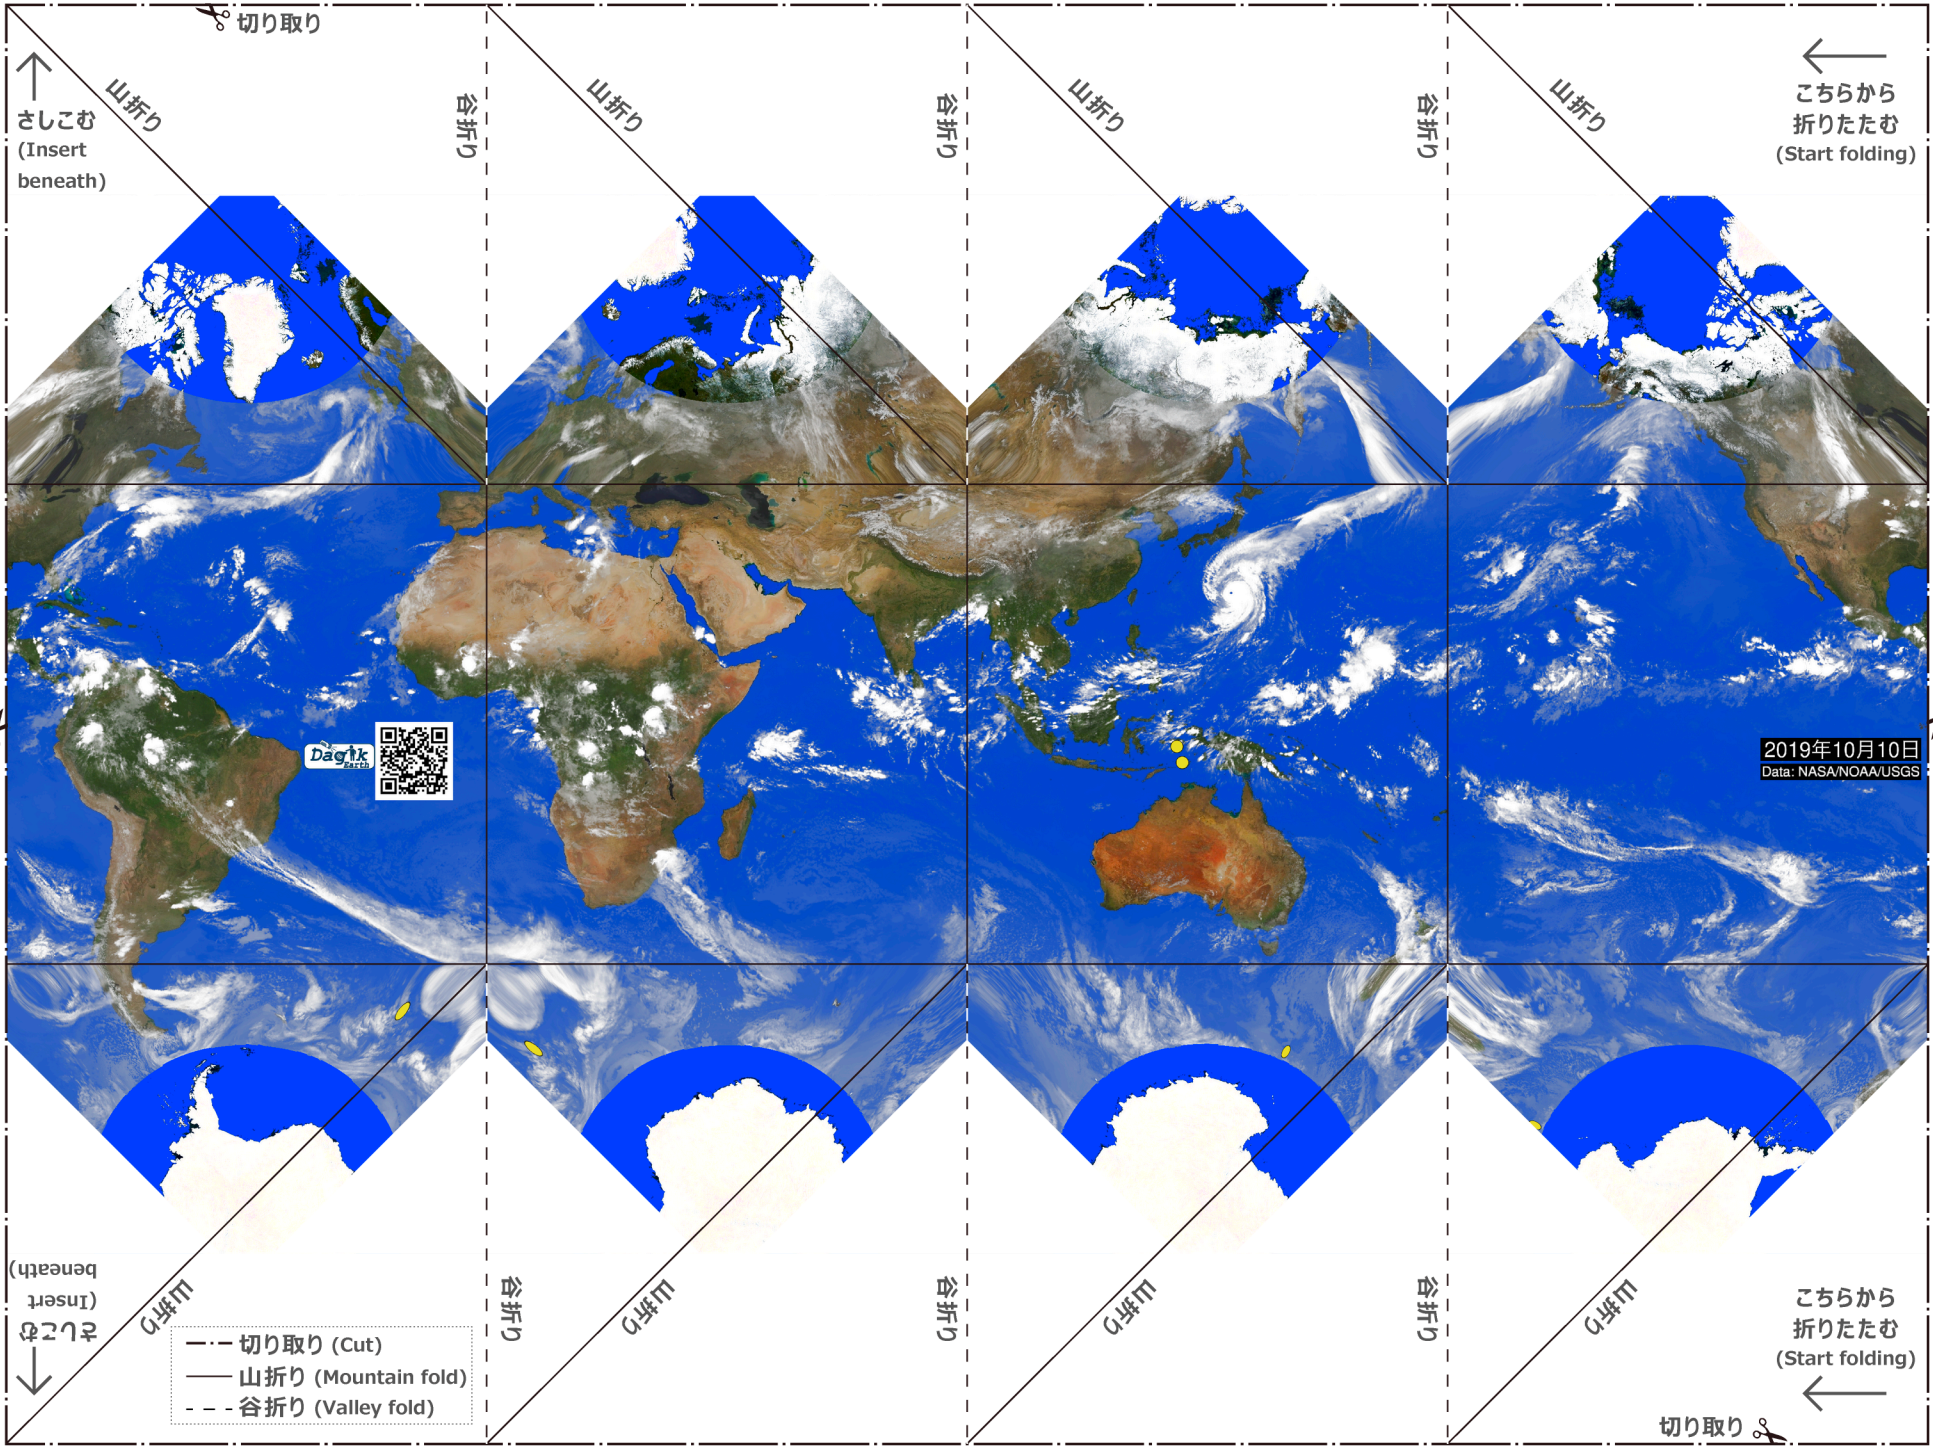 切り取り
さしこむ
(Insert
beneath)
山折り
谷折り
山折り
谷折り
山折り
谷折り
山折り
こちらから
折りたたむ
(Start folding)
Dagik
Earth
2019年10月10日
Data: NASA/NOAA/USGS
さしこむ
(Insert
beneath)
山折り
谷折り
山折り
谷折り
山折り
谷折り
山折り
こちらから
折りたたむ
(Start folding)
切り取り (Cut)
山折り (Mountain fold)
谷折り (Valley fold)
切り取り